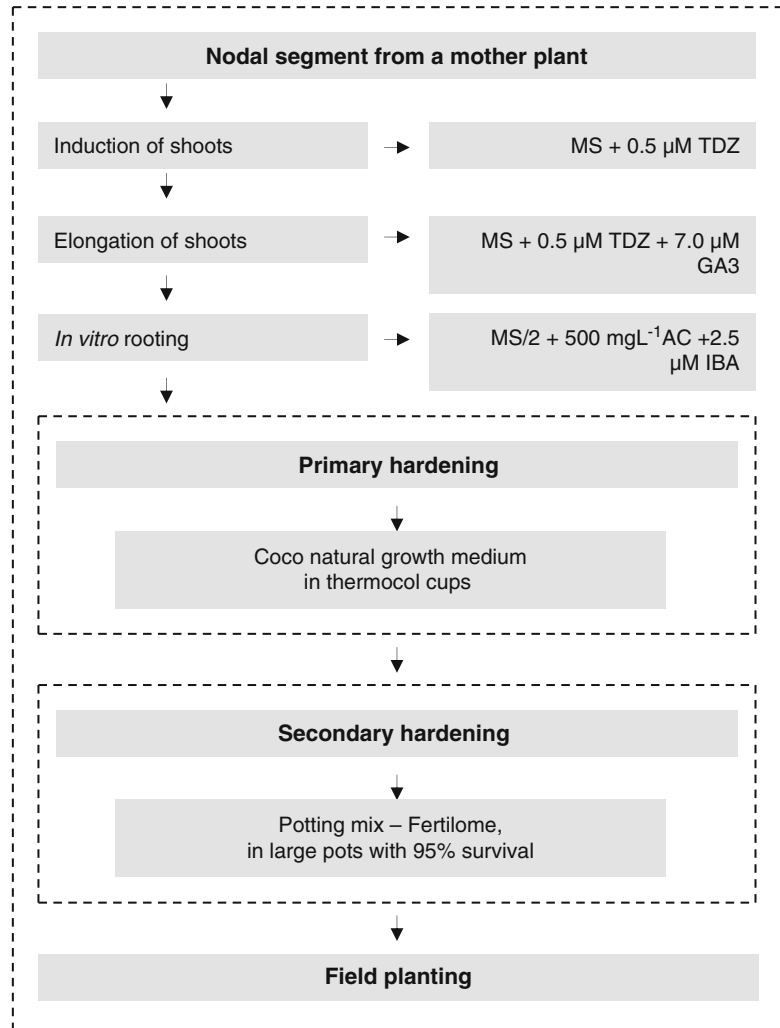 Nodal segment from a mother plant
Induction of shoots
MS + 0.5 µM TDZ
Elongation of shoots
MS + 0.5 µM TDZ + 7.0 µM
GA3
In vitro rooting
MS/2 + 500 mgL⁻¹AC +2.5
µM IBA
Primary hardening
Coco natural growth medium
in thermocol cups
Secondary hardening
Potting mix – Fertilome,
in large pots with 95% survival
Field planting